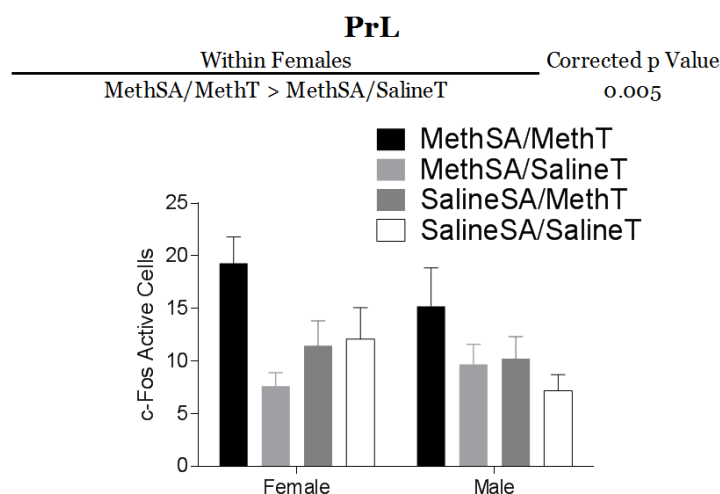 PrL
Within Females Corrected p Value
MethSA/MethT > MethSA/SalineT 0.005
MethSA/MethT
MethSA/SalineT
SalineSA/MethT
SalineSA/SalineT
c-Fos Active Cells
25
20
15
10
5
0
Female Male